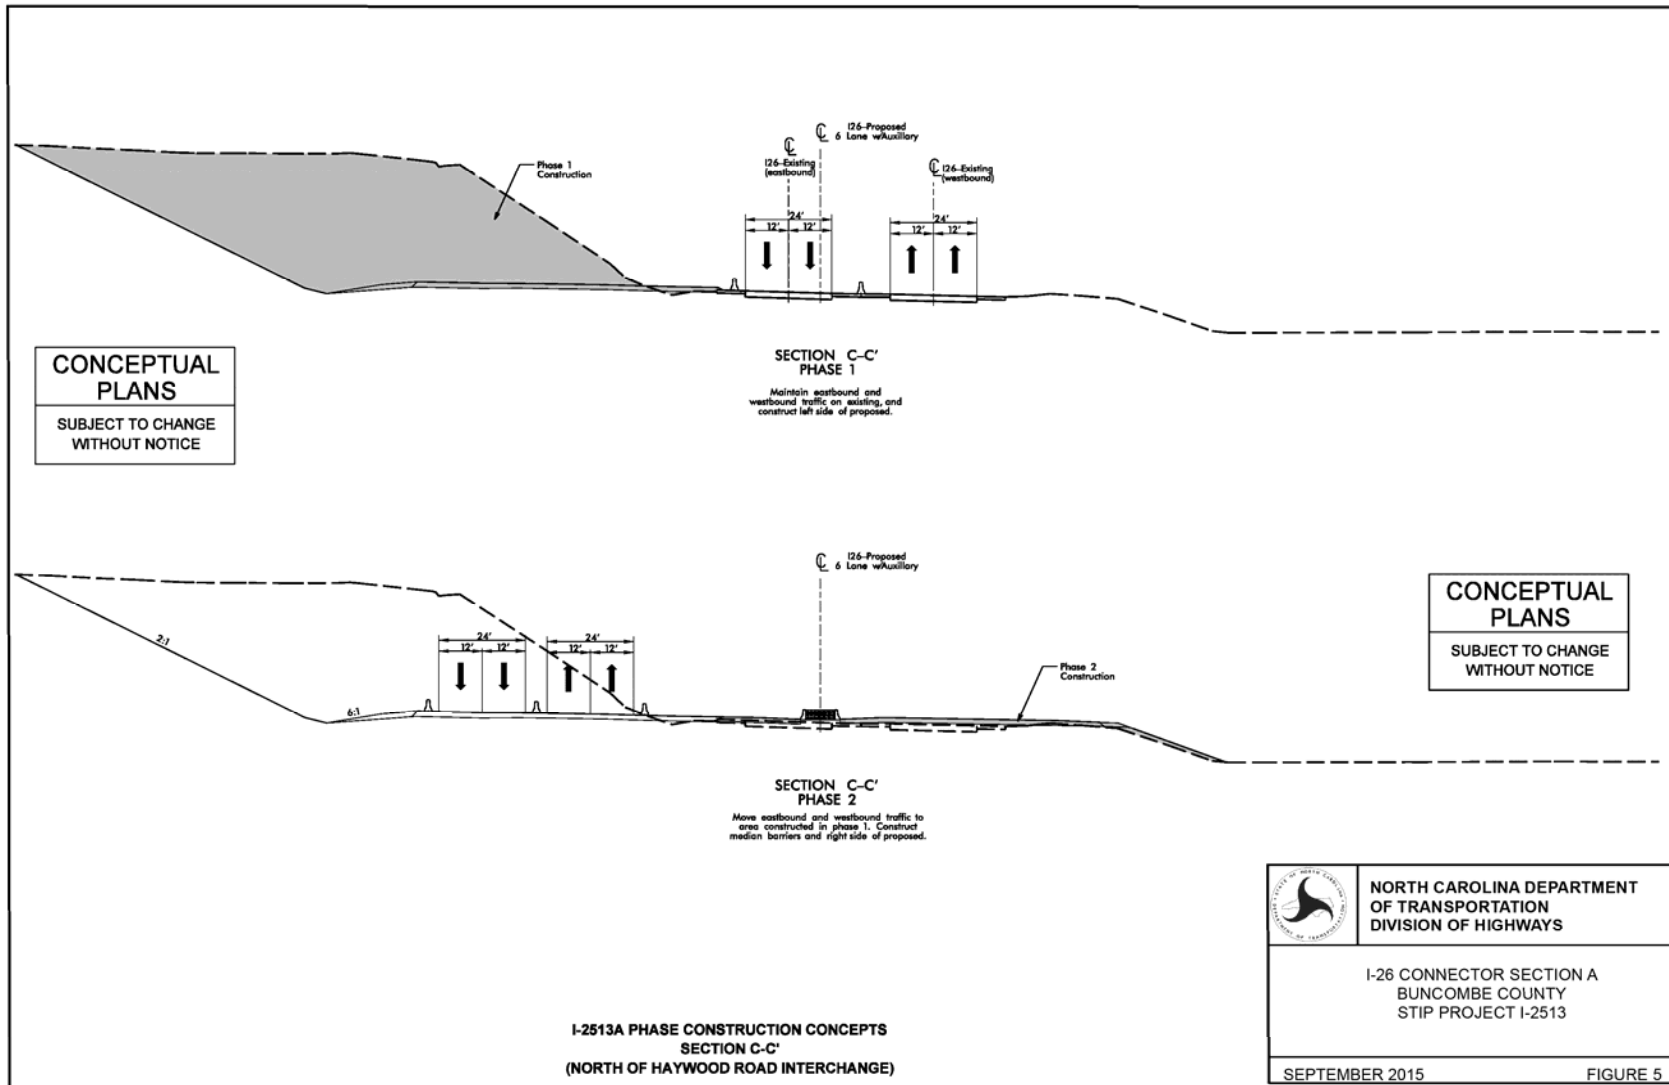 I26-Proposed
6 Lane w/Auxillary
I26-Existing
(eastbound)
I26-Existing
(westbound)
Phase 1
Construction
24'
12'
12'
24'
12'
12'
SECTION C-C'
PHASE 1
Maintain eastbound and
westbound traffic on existing, and
construct left side of proposed.
CONCEPTUAL
PLANS
SUBJECT TO CHANGE
WITHOUT NOTICE
I26-Proposed
6 Lane w/Auxillary
2:1
24'
12'
12'
24'
12'
12'
6:1
Phase 2
Construction
CONCEPTUAL
PLANS
SUBJECT TO CHANGE
WITHOUT NOTICE
SECTION C-C'
PHASE 2
Move eastbound and westbound traffic to
area constructed in phase 1. Construct
median barriers and right side of proposed.
NORTH CAROLINA DEPARTMENT
OF TRANSPORTATION
DIVISION OF HIGHWAYS
I-26 CONNECTOR SECTION A
BUNCOMBE COUNTY
STIP PROJECT I-2513
SEPTEMBER 2015
FIGURE 5
I-2513A PHASE CONSTRUCTION CONCEPTS
SECTION C-C'
(NORTH OF HAYWOOD ROAD INTERCHANGE)